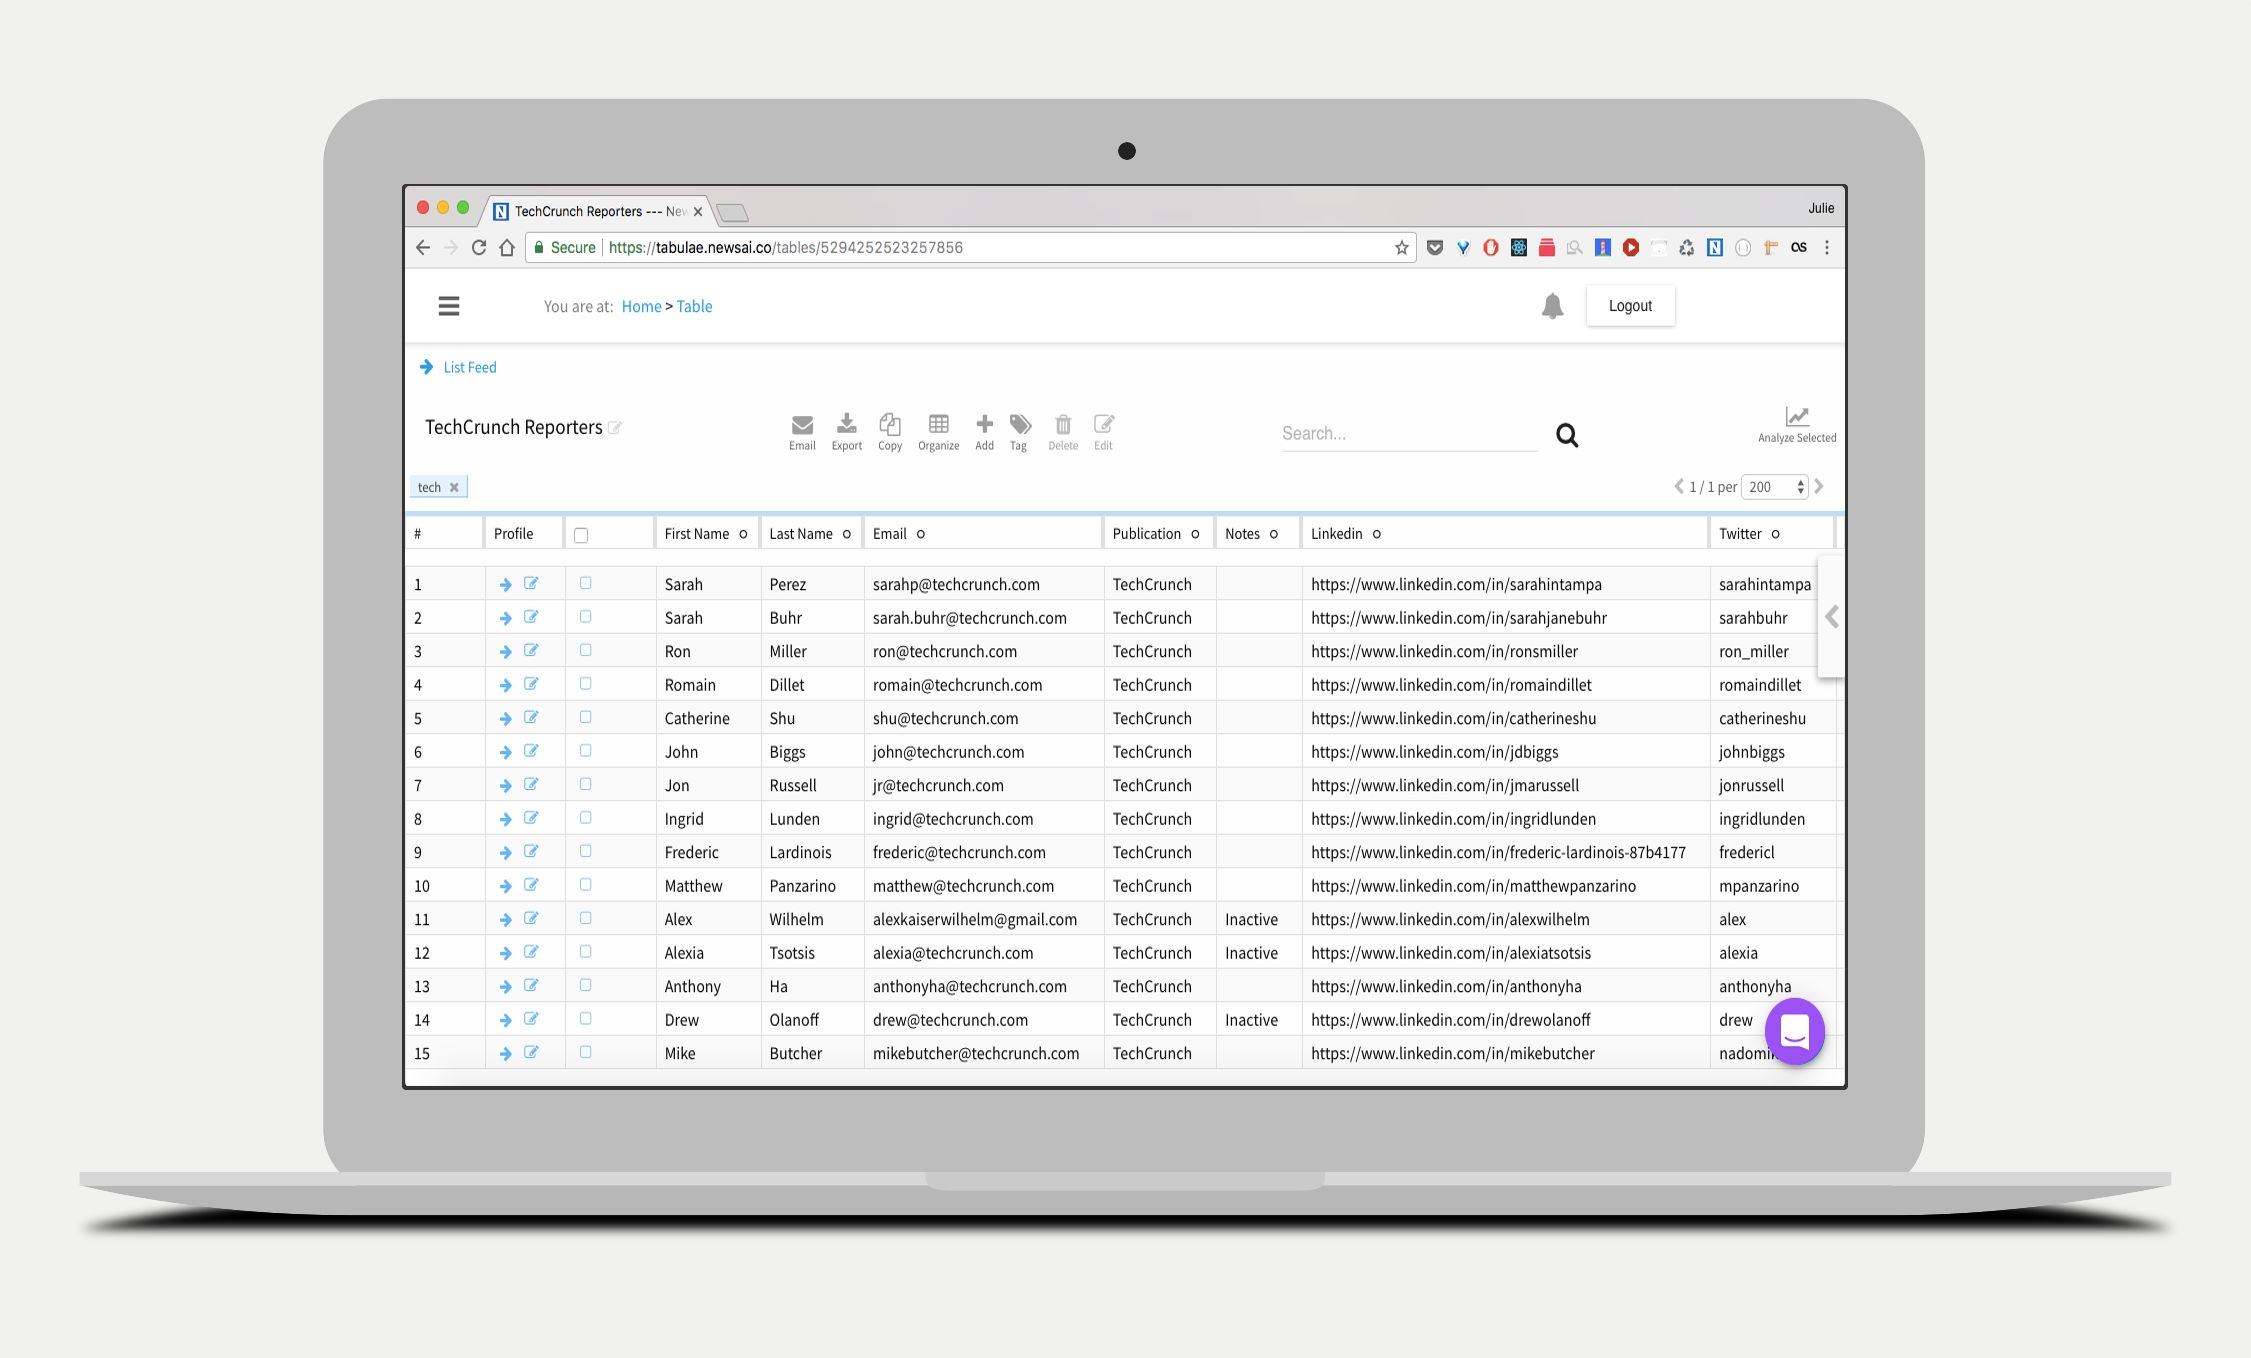 TechCrunch Reporters --- New
Julie
Secure https://tabulae.newsai.co/tables/5294252523257856
You are at: Home > Table
Logout
List Feed
TechCrunch Reporters
Email Export Copy Organize Add Tag Delete Edit
Search...
Analyze Selected
tech
1 / 1 per 200
# Profile First Name Last Name Email Publication Notes Linkedin Twitter
1 Sarah Perez sarahp@techcrunch.com TechCrunch https://www.linkedin.com/in/sarahintampa sarahintampa
2 Sarah Buhr sarah.buhr@techcrunch.com TechCrunch https://www.linkedin.com/in/sarahjanebuhr sarahbuhr
3 Ron Miller ron@techcrunch.com TechCrunch https://www.linkedin.com/in/ronsmiller ron_miller
4 Romain Dillet romain@techcrunch.com TechCrunch https://www.linkedin.com/in/romaindillet romaindillet
5 Catherine Shu shu@techcrunch.com TechCrunch https://www.linkedin.com/in/catherineshu catherineshu
6 John Biggs john@techcrunch.com TechCrunch https://www.linkedin.com/in/jdbiggs johnbiggs
7 Jon Russell jr@techcrunch.com TechCrunch https://www.linkedin.com/in/jmarussell jonrussell
8 Ingrid Lunden ingrid@techcrunch.com TechCrunch https://www.linkedin.com/in/ingridlunden ingridlunden
9 Frederic Lardinois frederic@techcrunch.com TechCrunch https://www.linkedin.com/in/frederic-lardinois-87b4177 fredericl
10 Matthew Panzarino matthew@techcrunch.com TechCrunch https://www.linkedin.com/in/matthewpanzarino mpanzarino
11 Alex Wilhelm alexkaiserwilhelm@gmail.com TechCrunch Inactive https://www.linkedin.com/in/alexwilhelm alex
12 Alexia Tsotsis alexia@techcrunch.com TechCrunch Inactive https://www.linkedin.com/in/alexiatsotsis alexia
13 Anthony Ha anthonyha@techcrunch.com TechCrunch https://www.linkedin.com/in/anthonyha anthonyha
14 Drew Olanoff drew@techcrunch.com TechCrunch Inactive https://www.linkedin.com/in/drewolanoff drew
15 Mike Butcher mikebutcher@techcrunch.com TechCrunch https://www.linkedin.com/in/mikebutcher